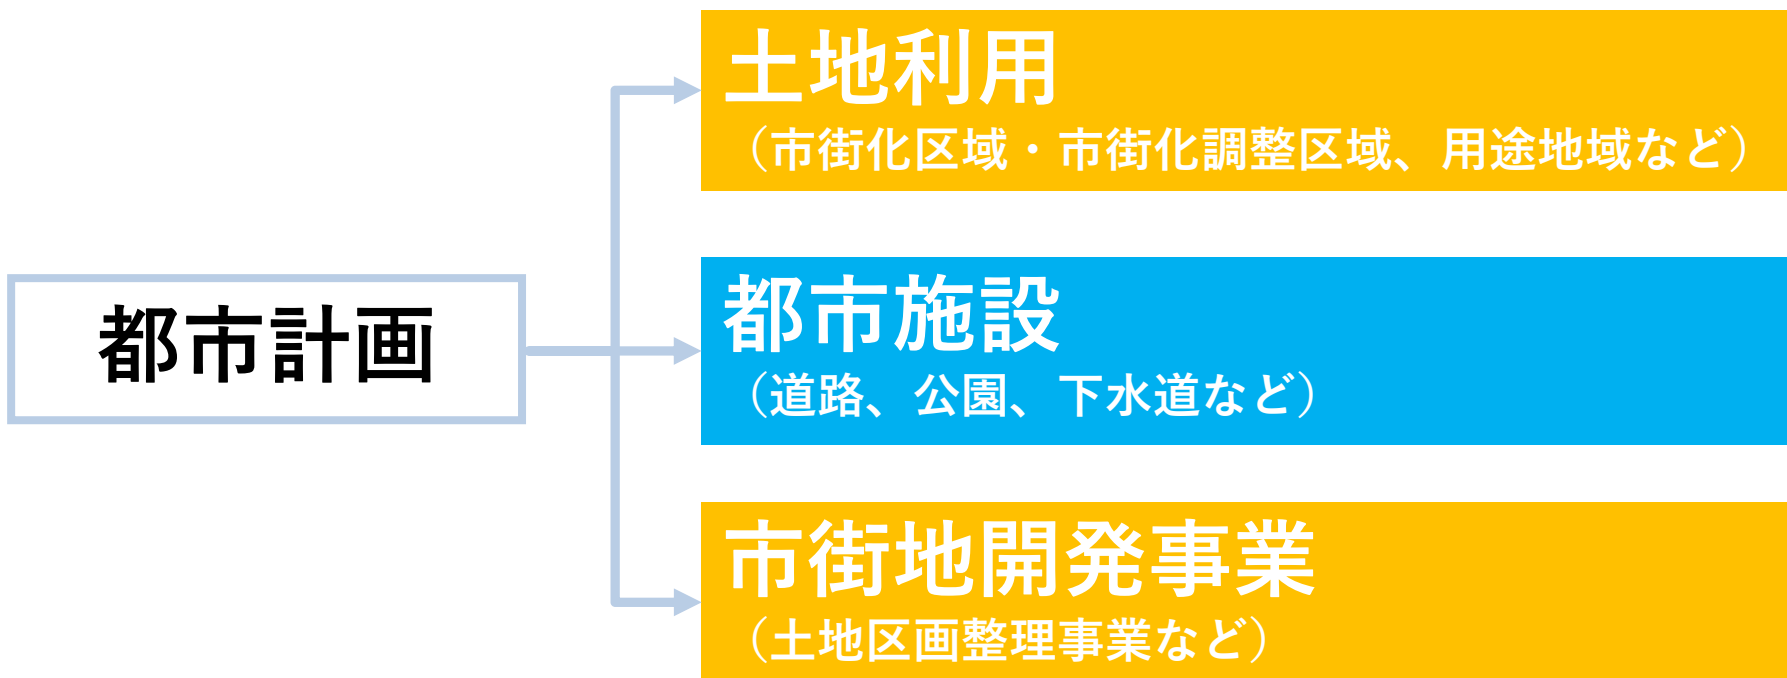 都市計画
土地利用
（市街化区域・市街化調整区域、用途地域など）
都市施設
（道路、公園、下水道など）
市街地開発事業
（土地区画整理事業など）